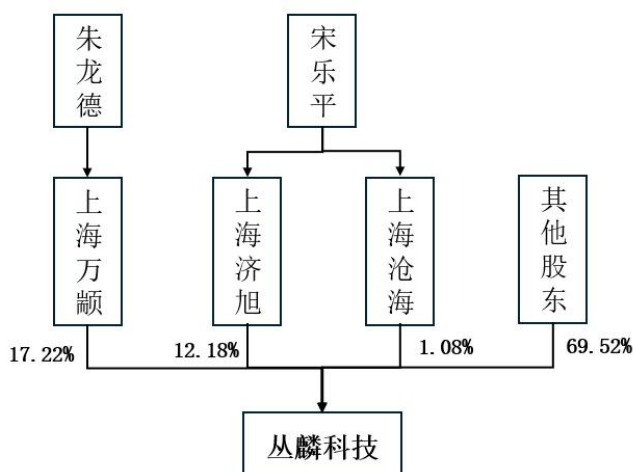 朱龙德
宋乐平
上海万颛
上海济旭
上海沧海
其他股东
17.22%
12.18%
1.08%
69.52%
丛麟科技